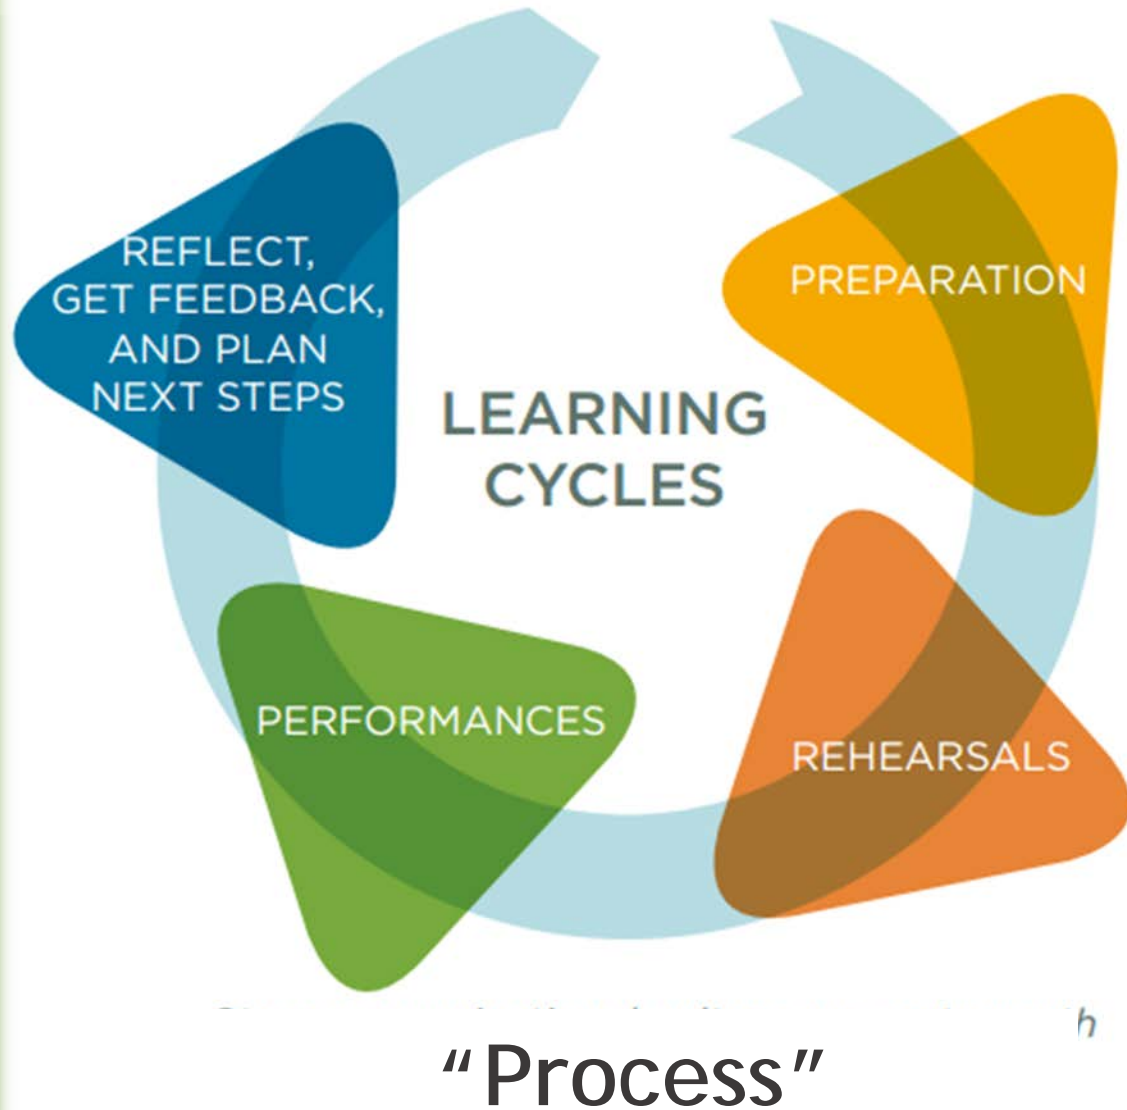 LEARNING
CYCLES
PREPARATION
REHEARSALS
PERFORMANCES
REFLECT,
GET FEEDBACK,
AND PLAN
NEXT STEPS
h
“Process”